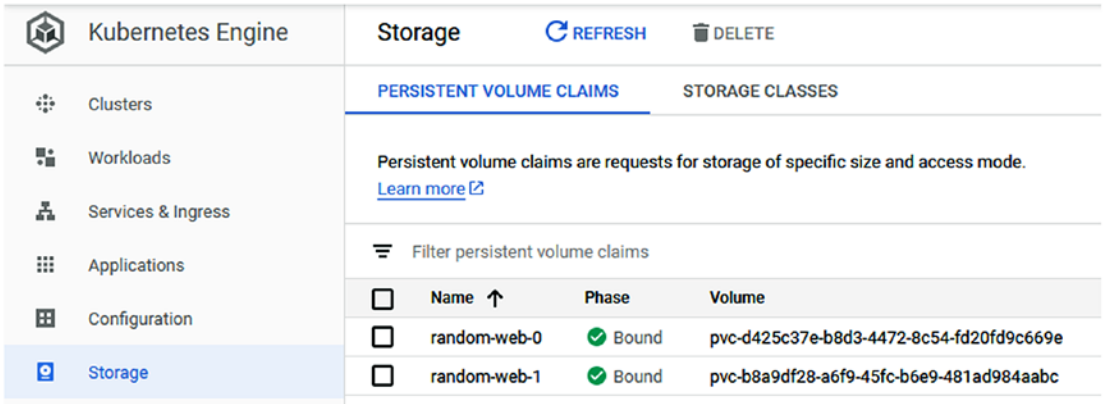 Kubernetes Engine
Storage
REFRESH
DELETE
Clusters
Workloads
Services & Ingress
Applications
Configuration
Storage
PERSISTENT VOLUME CLAIMS
STORAGE CLASSES
Persistent volume claims are requests for storage of specific size and access mode.
Learn more
Filter persistent volume claims
Name Phase Volume
random-web-0 Bound pvc-d425c37e-b8d3-4472-8c54-fd20fd9c669e
random-web-1 Bound pvc-b8a9df28-a6f9-45fc-b6e9-481ad984aabc